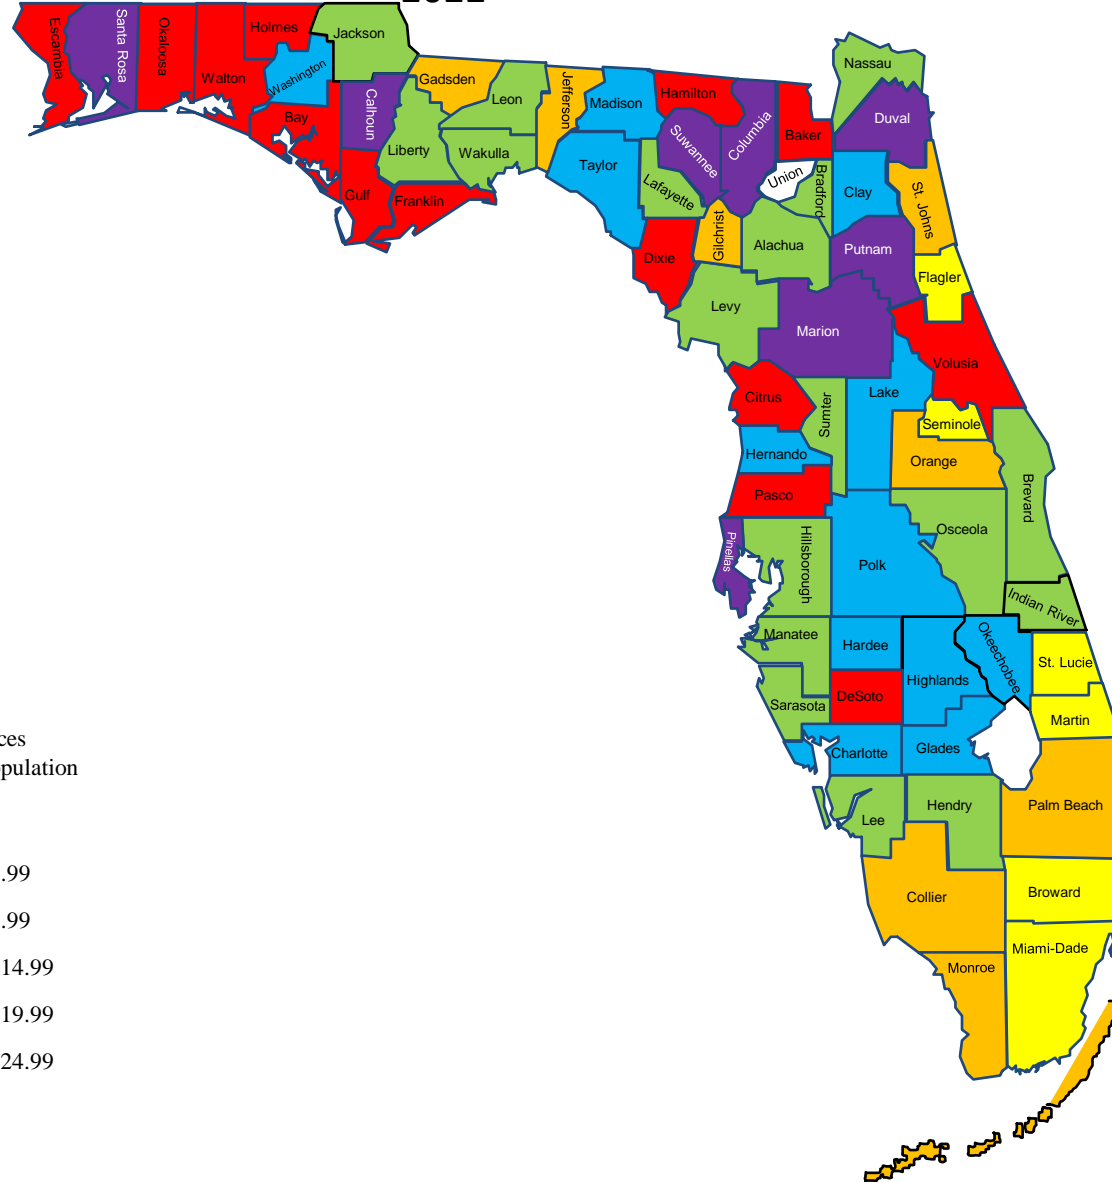 Escambia
Santa Rosa
Okaloosa
Walton
Holmes
Washington
Jackson
Bay
Calhoun
Gulf
Liberty
Franklin
Gadsden
Leon
Wakulla
Jefferson
Madison
Taylor
Hamilton
Suwannee
Lafayette
Columbia
Dixie
Gilchrist
Baker
Union
Bradford
Alachua
Levy
Nassau
Duval
Clay
St. Johns
Putnam
Flagler
Marion
Volusia
Citrus
Sumter
Lake
Seminole
Orange
Hernando
Pasco
Pinellas
Hillsborough
Polk
Osceola
Brevard
Indian River
Manatee
Hardee
Highlands
Okeechobee
St. Lucie
Sarasota
DeSoto
Martin
Charlotte
Glades
Lee
Hendry
Palm Beach
Collier
Broward
Miami-Dade
Monroe
ces
pulation
.99
.99
14.99
19.99
24.99